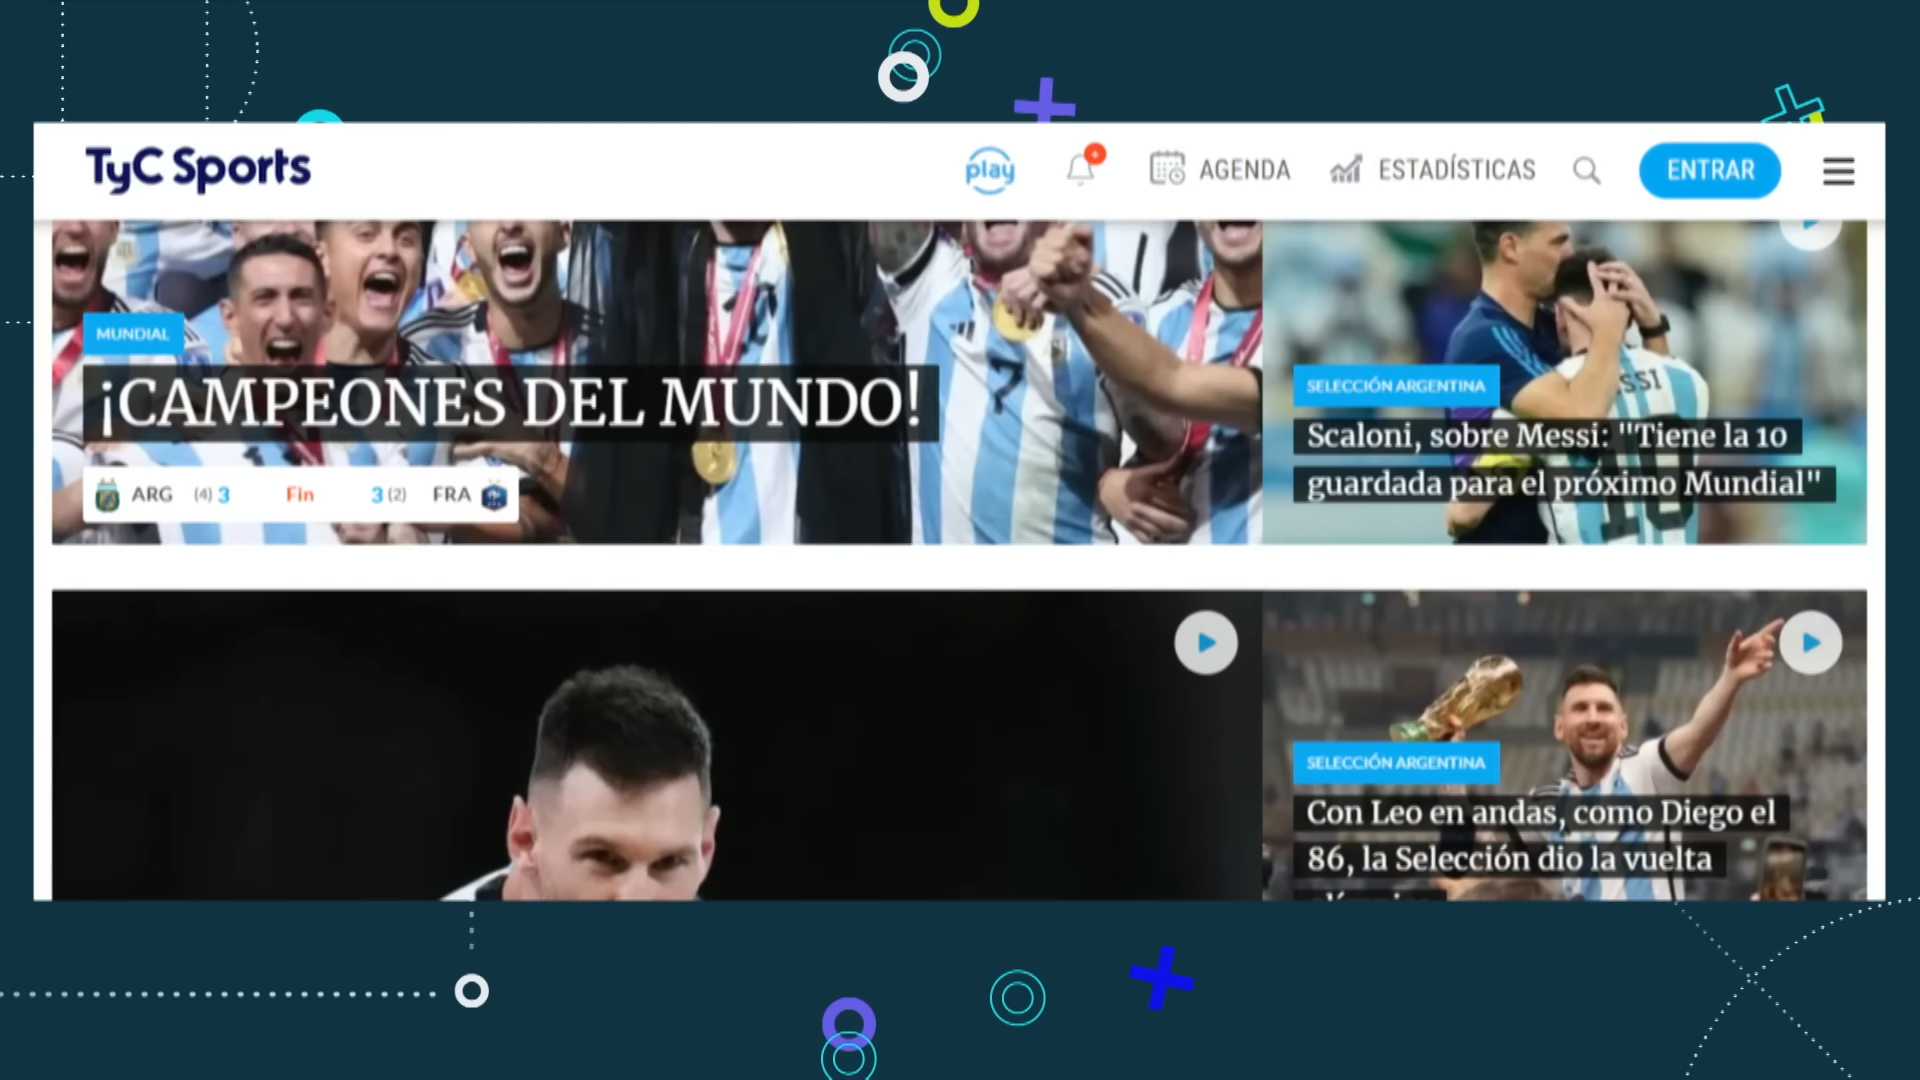 TyC Sports
play
AGENDA
ESTADÍSTICAS
ENTRAR
MUNDIAL
¡CAMPEONES DEL MUNDO!
ARG (4) 3 Fin 3 (2) FRA
7
SELECCIÓN ARGENTINA
Scaloni, sobre Messi: "Tiene la 10
guardada para el próximo Mundial"
10
SELECCIÓN ARGENTINA
Con Leo en andas, como Diego el
86, la Selección dio la vuelta